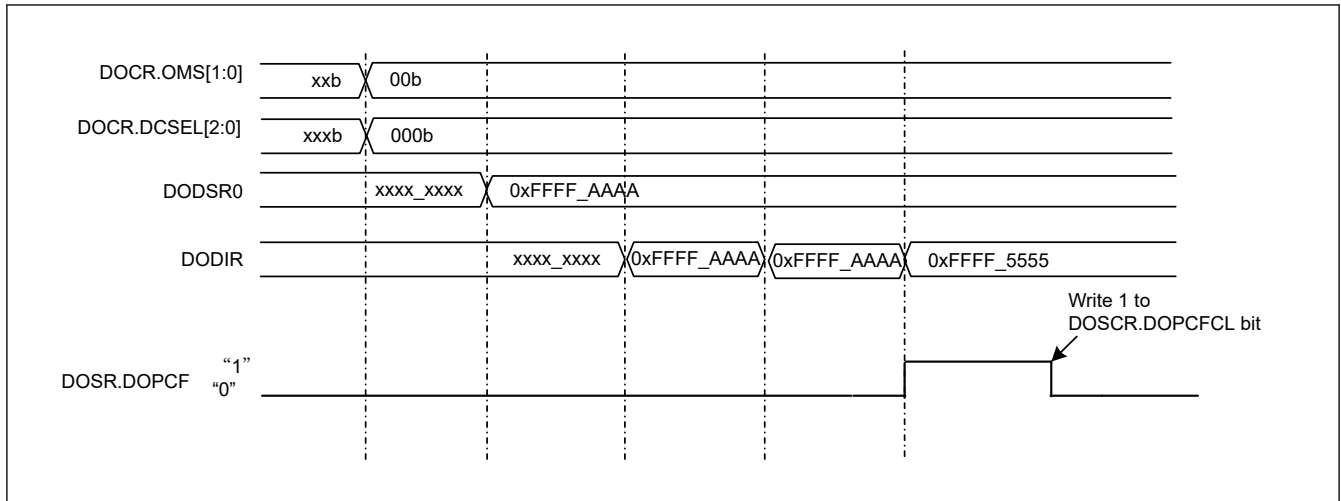 DOCR.OMS[1:0] xxb 00b
DOCR.DCSEL[2:0] xxxb 000b
DODSR0 xxxx_xxxx 0xFFFF_AAAA
DODIR xxxx_xxxx 0xFFFF_AAAA 0xFFFF_AAAA 0xFFFF_5555
Write 1 to
DOSCR.DOPCFCL bit
“1”
DOSR.DOPCF “0”